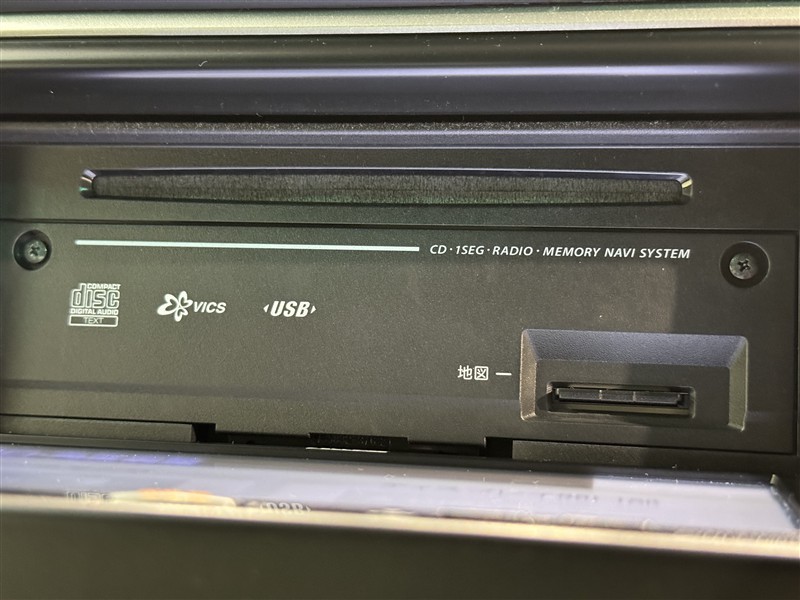 CD・1SEG・RADIO・MEMORY NAVI SYSTEM
COMPACT
disc
DIGITAL AUDIO
TEXT
VICS
USB
地図